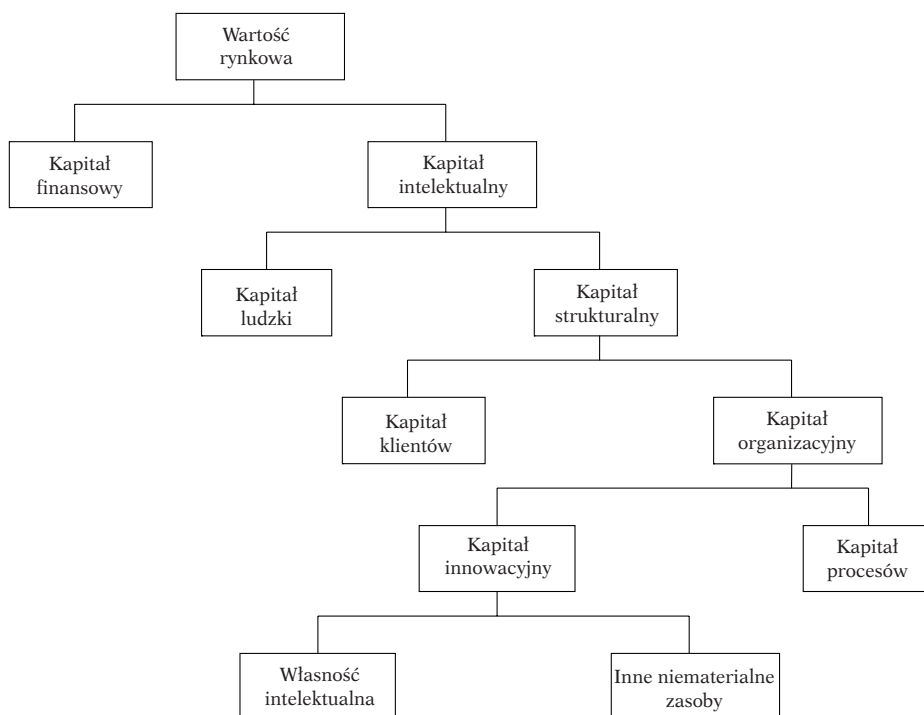 Wartość
rynkowa
Kapitał
finansowy
Kapitał
intelektualny
Kapitał
ludzki
Kapitał
strukturalny
Kapitał
klientów
Kapitał
organizacyjny
Kapitał
innowacyjny
Kapitał
procesów
Własność
intelektualna
Inne niematerialne
zasoby